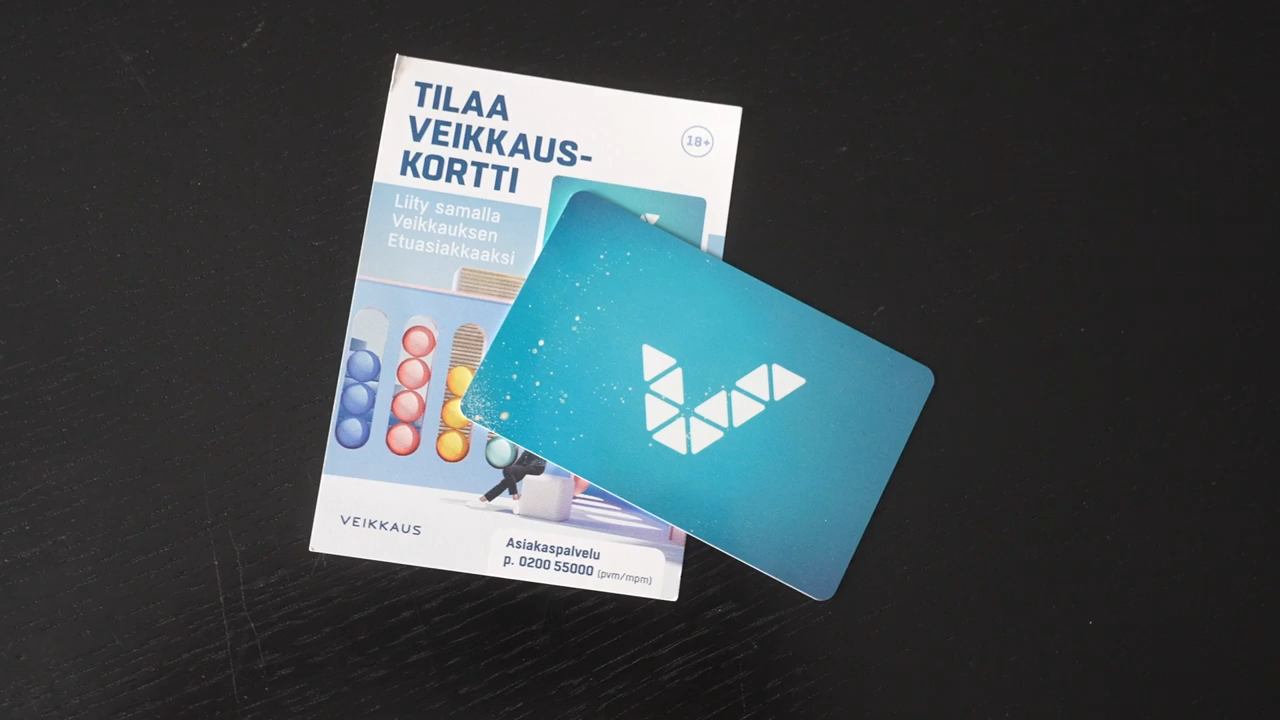 TILAA
VEIKKAUS-
KORTTI
18+
Liity samalla
Veikkauksen
Etuasiakkaaksi
VEIKKAUS
Asiakaspalvelu
p. 0200 55000 (pvm/mpm)